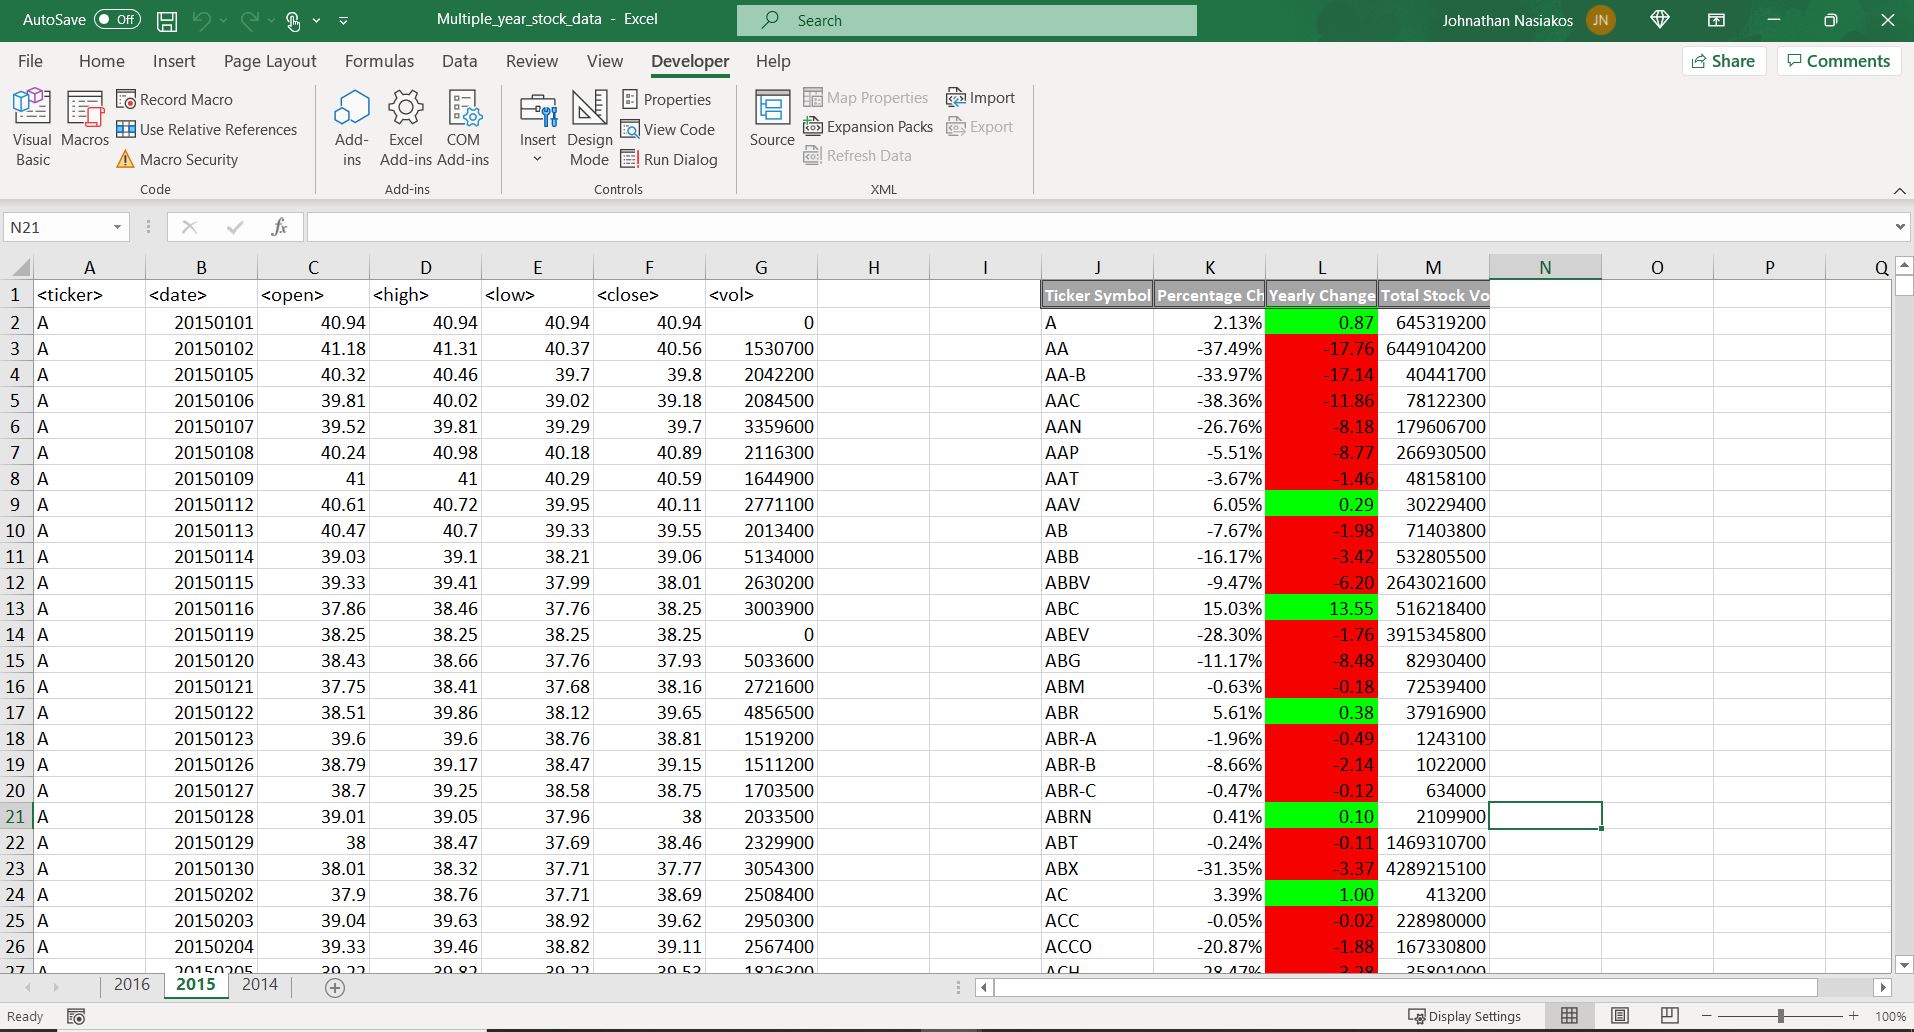 AutoSave Off Multiple_year_stock_data - Excel Search Johnathan Nasiakos JN
File Home Insert Page Layout Formulas Data Review View Developer Help Share Comments
Visual Basic
Macros
Record Macro
Use Relative References
Macro Security
Code
Add-ins
Excel Add-ins
COM Add-ins
Add-ins
Insert
Design Mode
Properties
View Code
Run Dialog
Controls
Source
Map Properties
Expansion Packs
Refresh Data
Import
Export
XML
N21 fx
A B C D E F G H I J K L M N O P Q
1 <ticker> <date> <open> <high> <low> <close> <vol> Ticker Symbol Percentage Ch Yearly Change Total Stock Vo
2 A 20150101 40.94 40.94 40.94 40.94 0 A 2.13% 0.87 645319200
3 A 20150102 41.18 41.31 40.37 40.56 1530700 AA -37.49% -17.76 6449104200
4 A 20150105 40.32 40.46 39.7 39.8 2042200 AA-B -33.97% -17.14 40441700
5 A 20150106 39.81 40.02 39.02 39.18 2084500 AAC -38.36% -11.86 78122300
6 A 20150107 39.52 39.81 39.29 39.7 3359600 AAN -26.76% -8.18 179606700
7 A 20150108 40.24 40.98 40.18 40.89 2116300 AAP -5.51% -8.77 266930500
8 A 20150109 41 41 40.29 40.59 1644900 AAT -3.67% -1.46 48158100
9 A 20150112 40.61 40.72 39.95 40.11 2771100 AAV 6.05% 0.29 30229400
10 A 20150113 40.47 40.7 39.33 39.55 2013400 AB -7.67% -1.98 71403800
11 A 20150114 39.03 39.1 38.21 39.06 5134000 ABB -16.17% -3.42 532805500
12 A 20150115 39.33 39.41 37.99 38.01 2630200 ABBV -9.47% -6.20 2643021600
13 A 20150116 37.86 38.46 37.76 38.25 3003900 ABC 15.03% 13.55 516218400
14 A 20150119 38.25 38.25 38.25 38.25 0 ABEV -28.30% -1.76 3915345800
15 A 20150120 38.43 38.66 37.76 37.93 5033600 ABG -11.17% -8.48 82930400
16 A 20150121 37.75 38.41 37.68 38.16 2721600 ABM -0.63% -0.18 72539400
17 A 20150122 38.51 39.86 38.12 39.65 4856500 ABR 5.61% 0.38 37916900
18 A 20150123 39.6 39.6 38.76 38.81 1519200 ABR-A -1.96% -0.49 1243100
19 A 20150126 38.79 39.17 38.47 39.15 1511200 ABR-B -8.66% -2.14 1022000
20 A 20150127 38.7 39.25 38.58 38.75 1703500 ABR-C -0.47% -0.12 634000
21 A 20150128 39.01 39.05 37.96 38 2033500 ABRN 0.41% 0.10 2109900
22 A 20150129 38 38.47 37.69 38.46 2329900 ABT -0.24% -0.11 1469310700
23 A 20150130 38.01 38.32 37.71 37.77 3054300 ABX -31.35% -3.37 4289215100
24 A 20150202 37.9 38.76 37.71 38.69 2508400 AC 3.39% 1.00 413200
25 A 20150203 39.04 39.63 38.92 39.62 2950300 ACC -0.05% -0.02 228980000
26 A 20150204 39.33 39.46 38.82 39.11 2567400 ACCO -20.87% -1.88 167330800
27 A 20150205 39.22 39.82 39.22 39.53 1826300 ACH -28.47% -3.28 35801000
2016 2015 2014
Ready Display Settings 100%